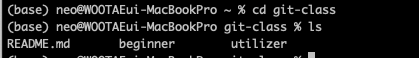 (base) neo@WOOTAEui-MacBookPro ~ % cd git-class
(base) neo@WOOTAEui-MacBookPro git-class % ls
README.md beginner utilizer